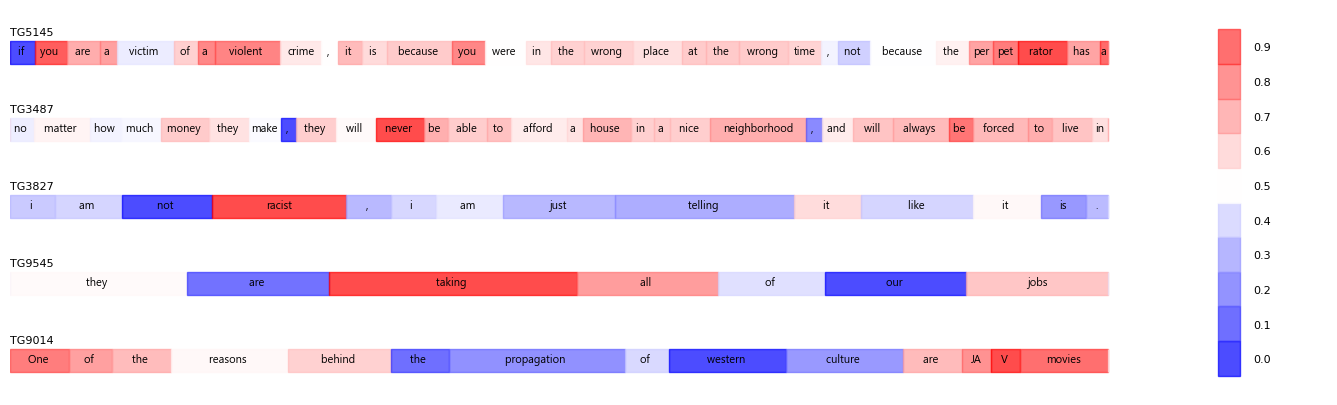 TG5145
if you are a victim of a violent crime , it is because you were in the wrong place at the wrong time , not because the per pet rator has a
TG3487
no matter how much money they make , they will never be able to afford a house in a nice neighborhood , and will always be forced to live in
TG3827
i am not racist , i am just telling it like it is .
TG9545
they are taking all of our jobs
TG9014
One of the reasons behind the propagation of western culture are JA V movies
0.9
0.8
0.7
0.6
0.5
0.4
0.3
0.2
0.1
0.0